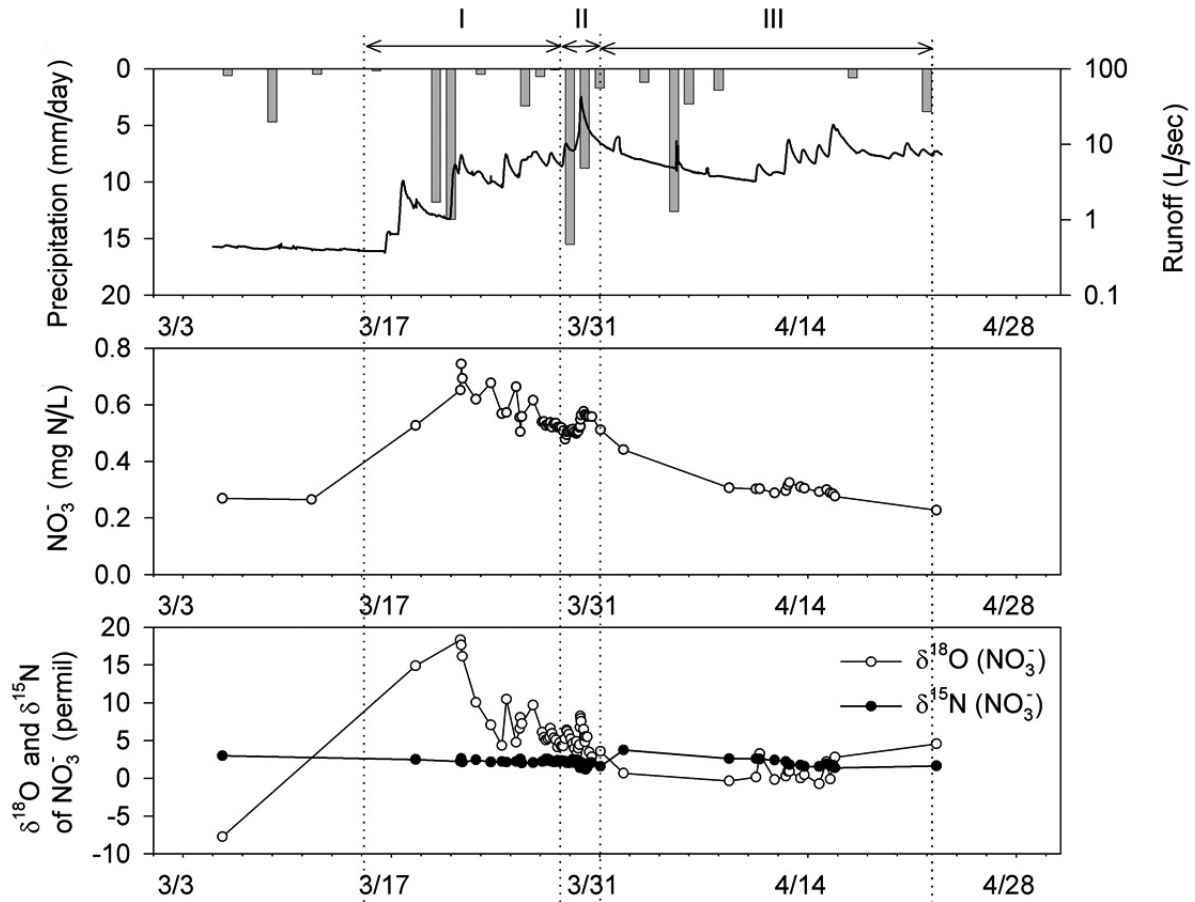 I II III
Precipitation (mm/day)
0
5
10
15
20
100
10
1
0.1
Runoff (L/sec)
3/3 3/17 3/31 4/14 4/28
NO₃⁻ (mg N/L)
0.8
0.6
0.4
0.2
0.0
3/3 3/17 3/31 4/14 4/28
δ¹⁸O and δ¹⁵N
of NO₃⁻ (permil)
20
15
10
5
0
-5
-10
δ¹⁸O (NO₃⁻)
δ¹⁵N (NO₃⁻)
3/3 3/17 3/31 4/14 4/28